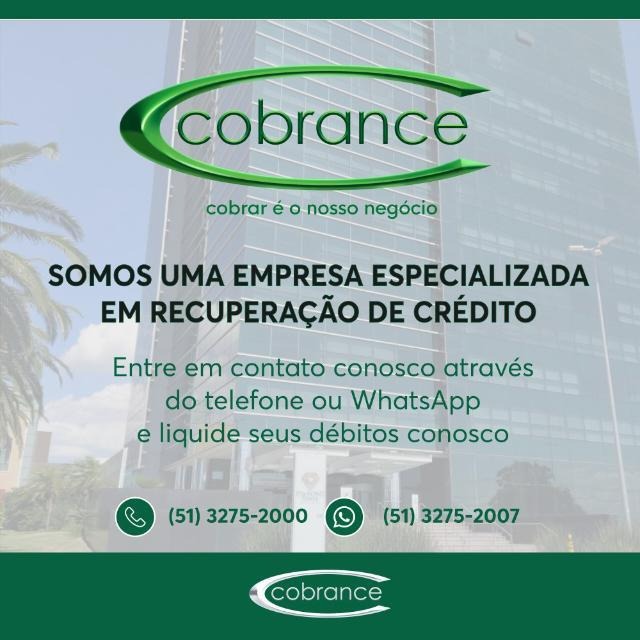 cobrance
cobrar é o nosso negócio
SOMOS UMA EMPRESA ESPECIALIZADA
EM RECUPERAÇÃO DE CRÉDITO
Entre em contato conosco através
do telefone ou WhatsApp
e liquide seus débitos conosco
(51) 3275-2000 (51) 3275-2007
cobrance